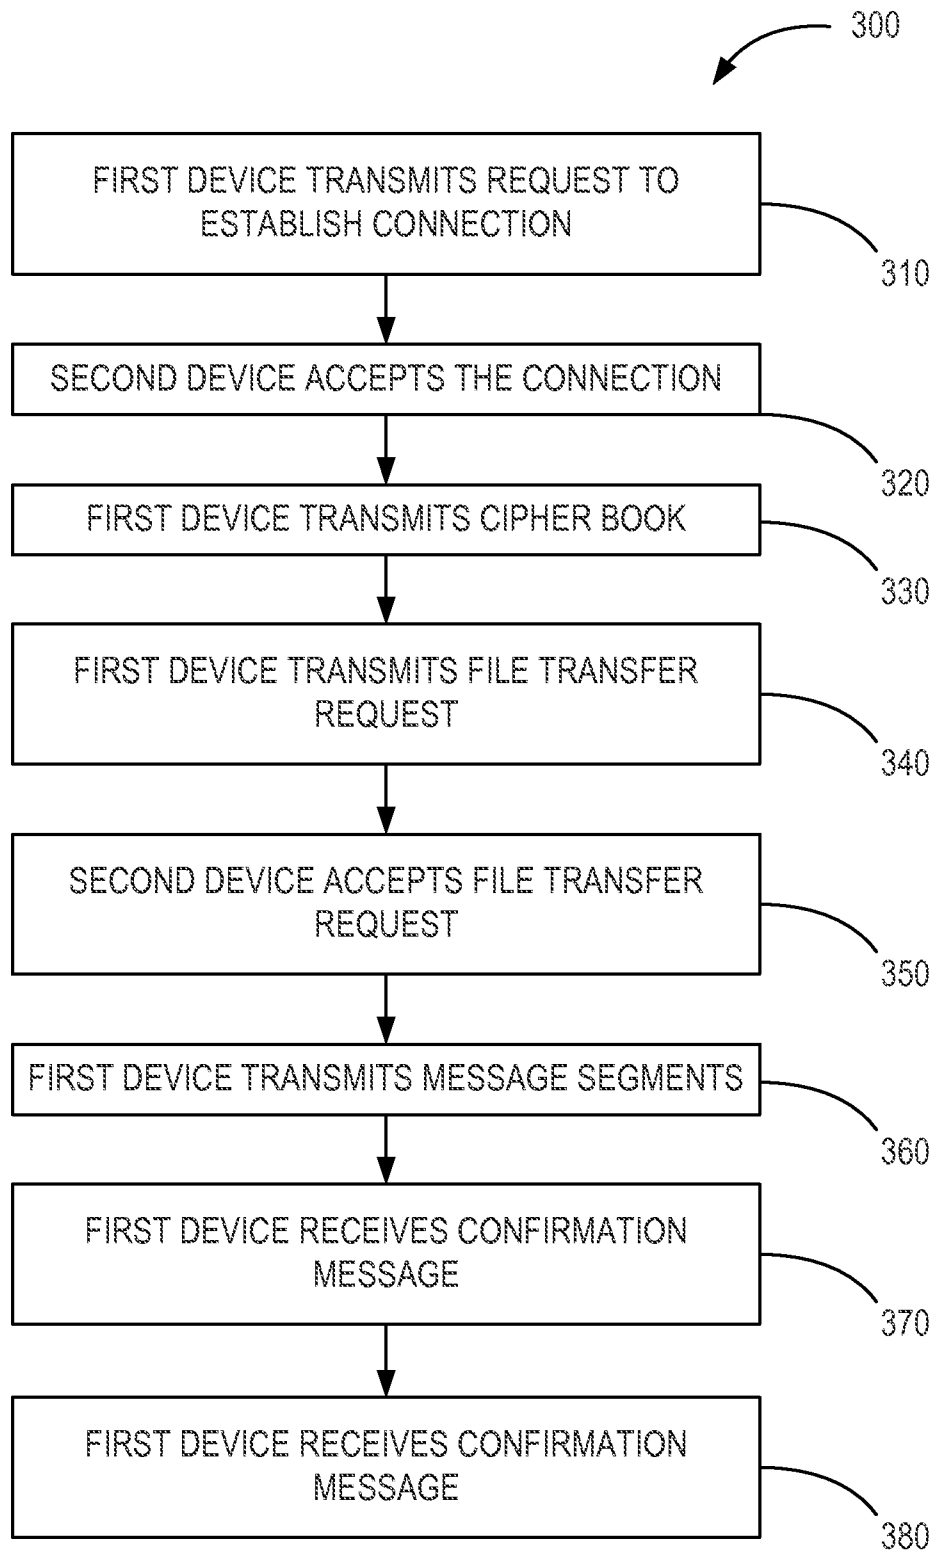 300
FIRST DEVICE TRANSMITS REQUEST TO
ESTABLISH CONNECTION
310
SECOND DEVICE ACCEPTS THE CONNECTION
320
FIRST DEVICE TRANSMITS CIPHER BOOK
330
FIRST DEVICE TRANSMITS FILE TRANSFER
REQUEST
340
SECOND DEVICE ACCEPTS FILE TRANSFER
REQUEST
350
FIRST DEVICE TRANSMITS MESSAGE SEGMENTS
360
FIRST DEVICE RECEIVES CONFIRMATION
MESSAGE
370
FIRST DEVICE RECEIVES CONFIRMATION
MESSAGE
380